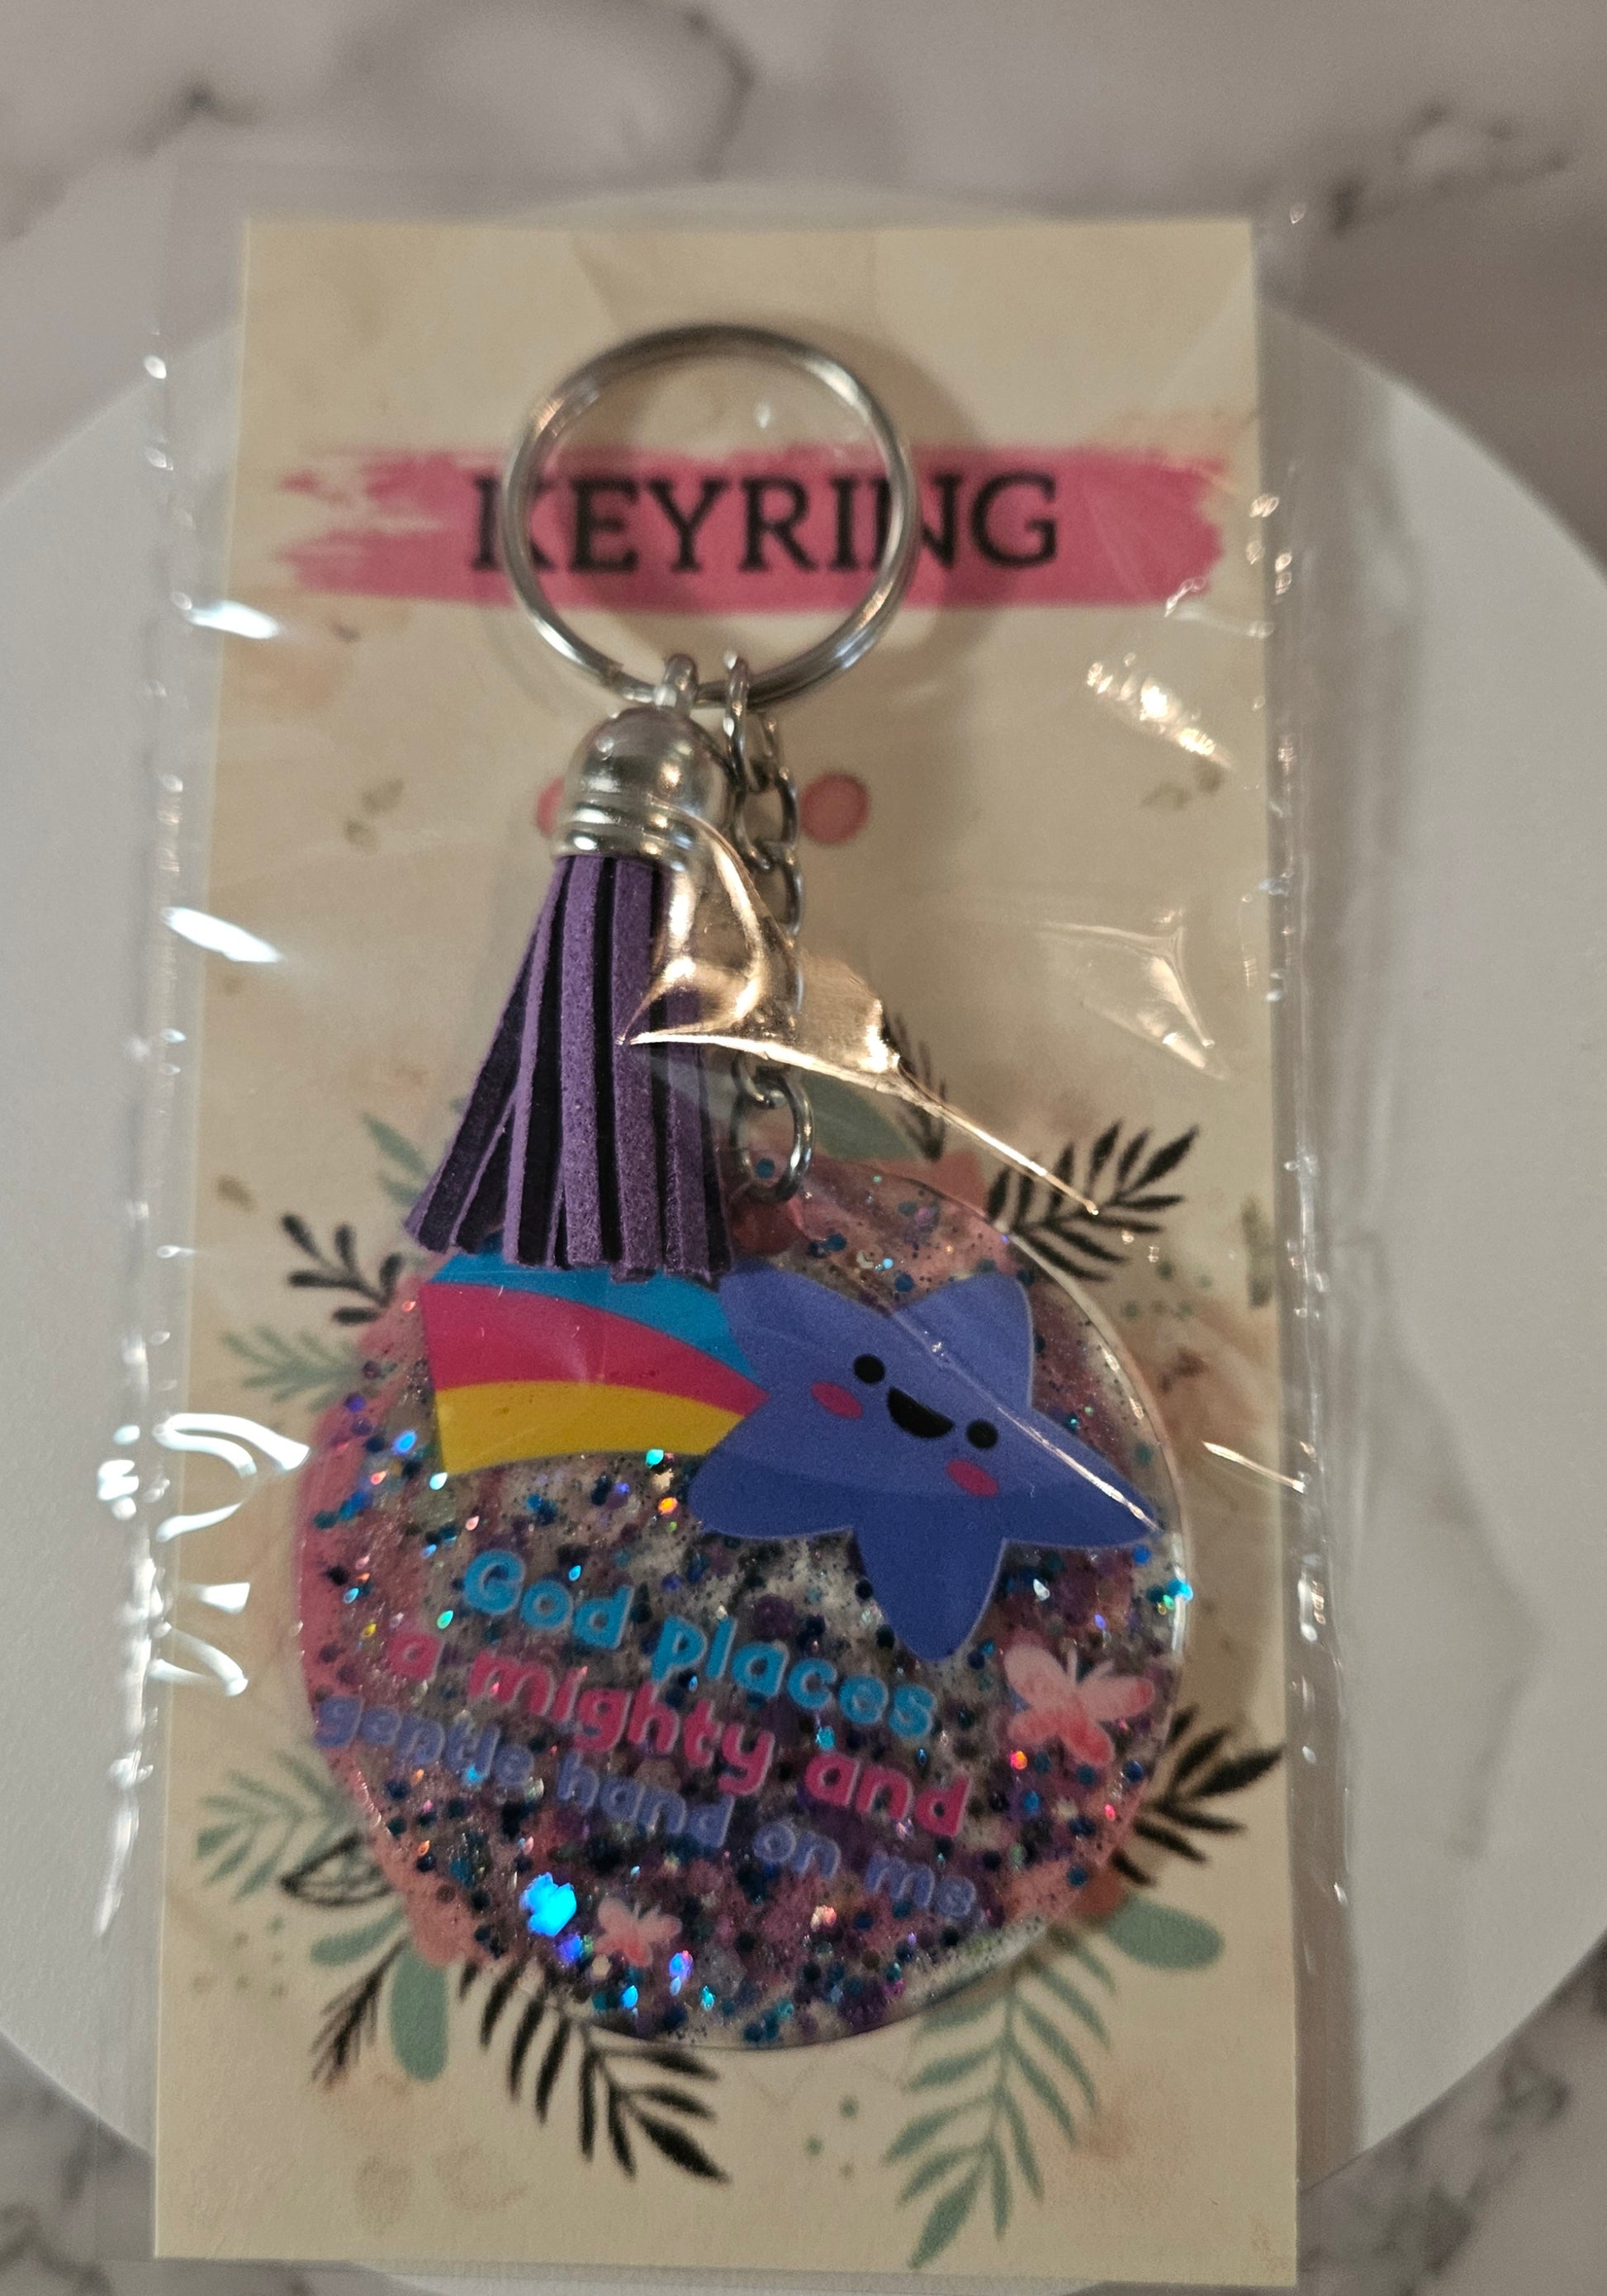 KEYRING
God places
a mighty and
gentle hand on me